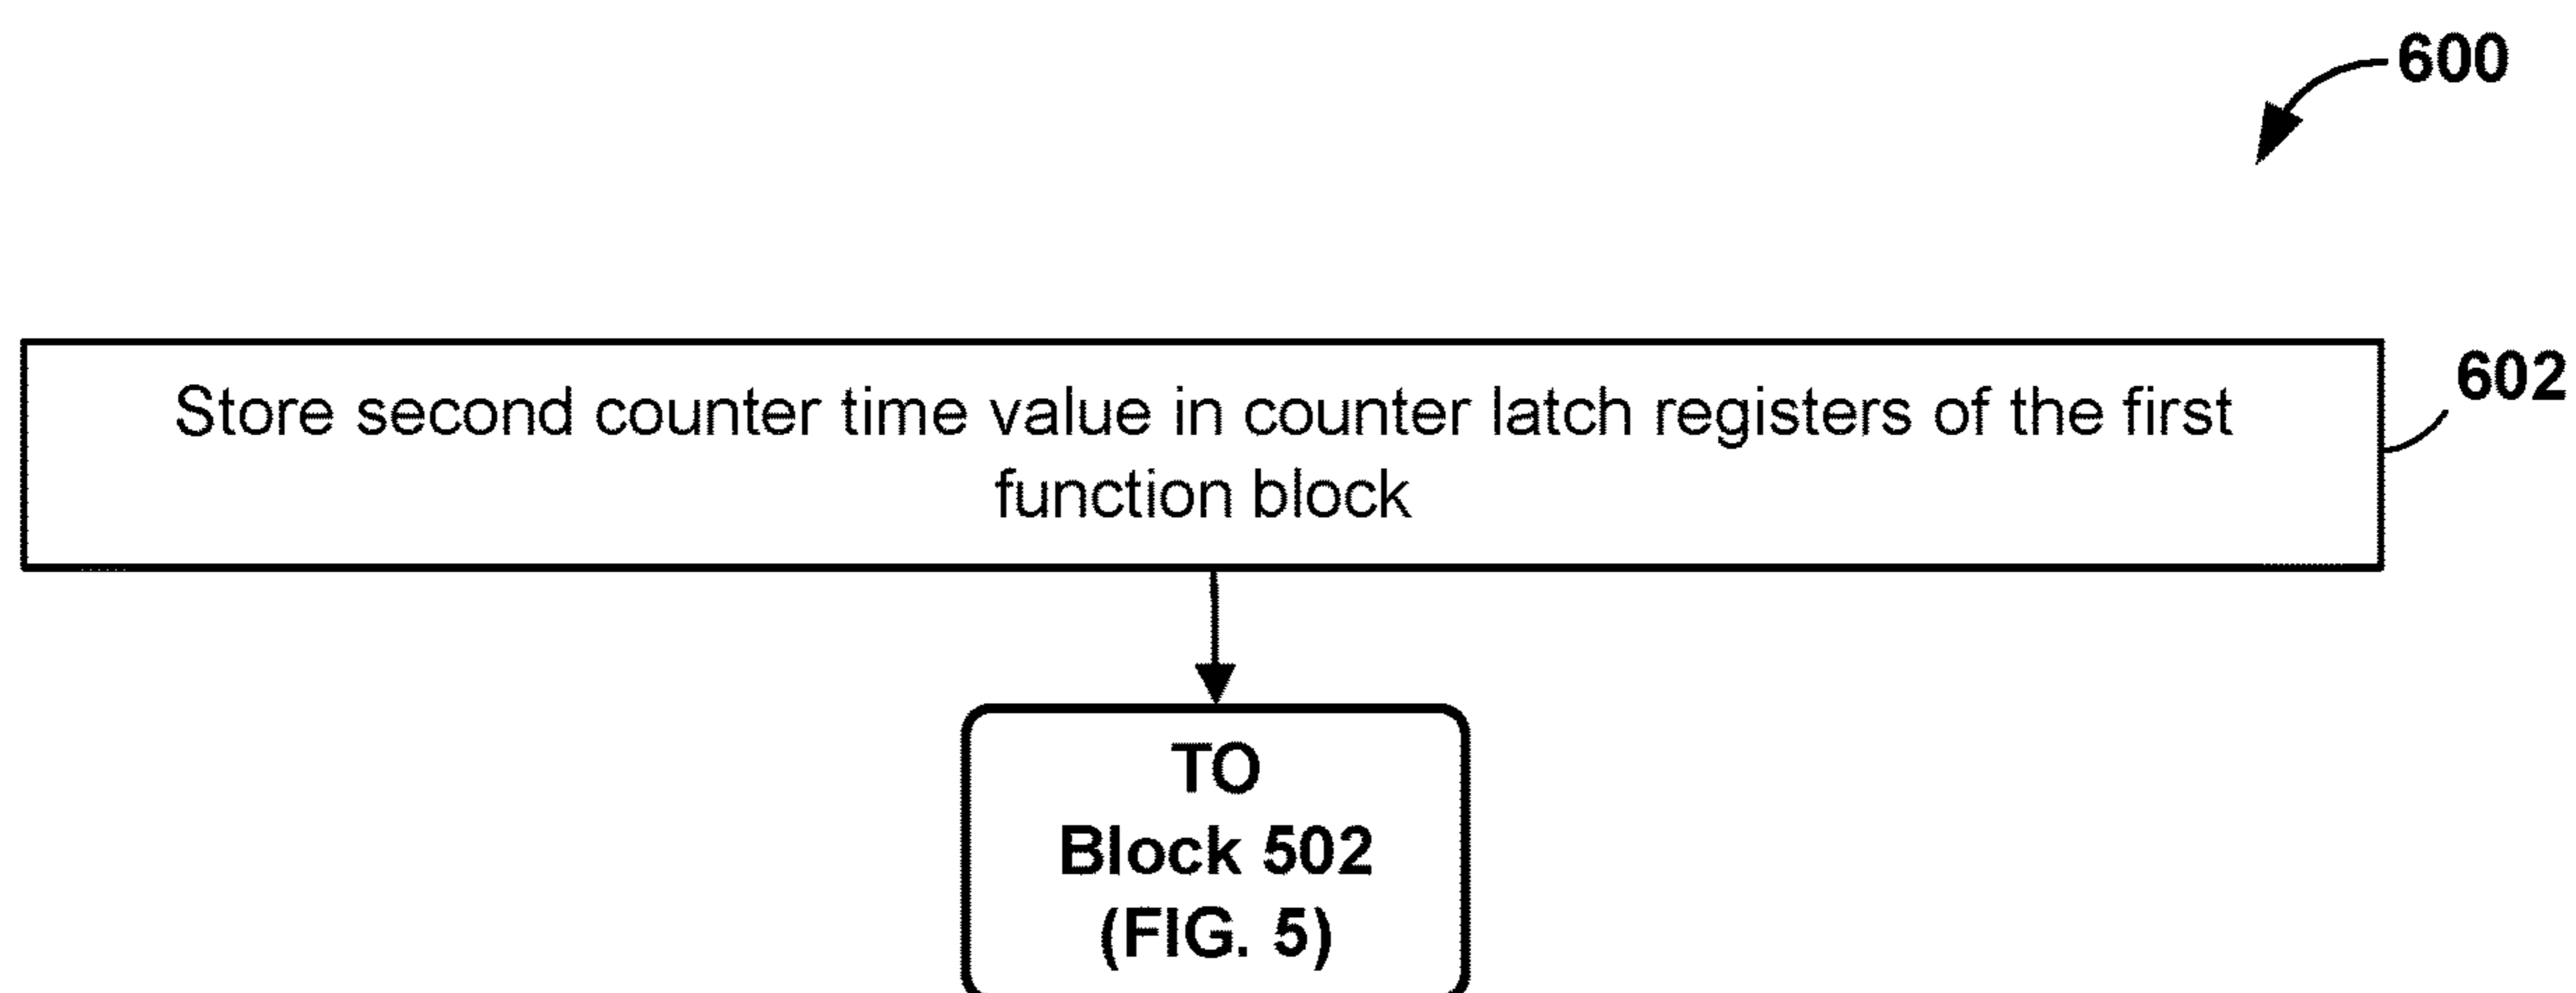 600
602
Store second counter time value in counter latch registers of the first
function block
TO
Block 502
(FIG. 5)